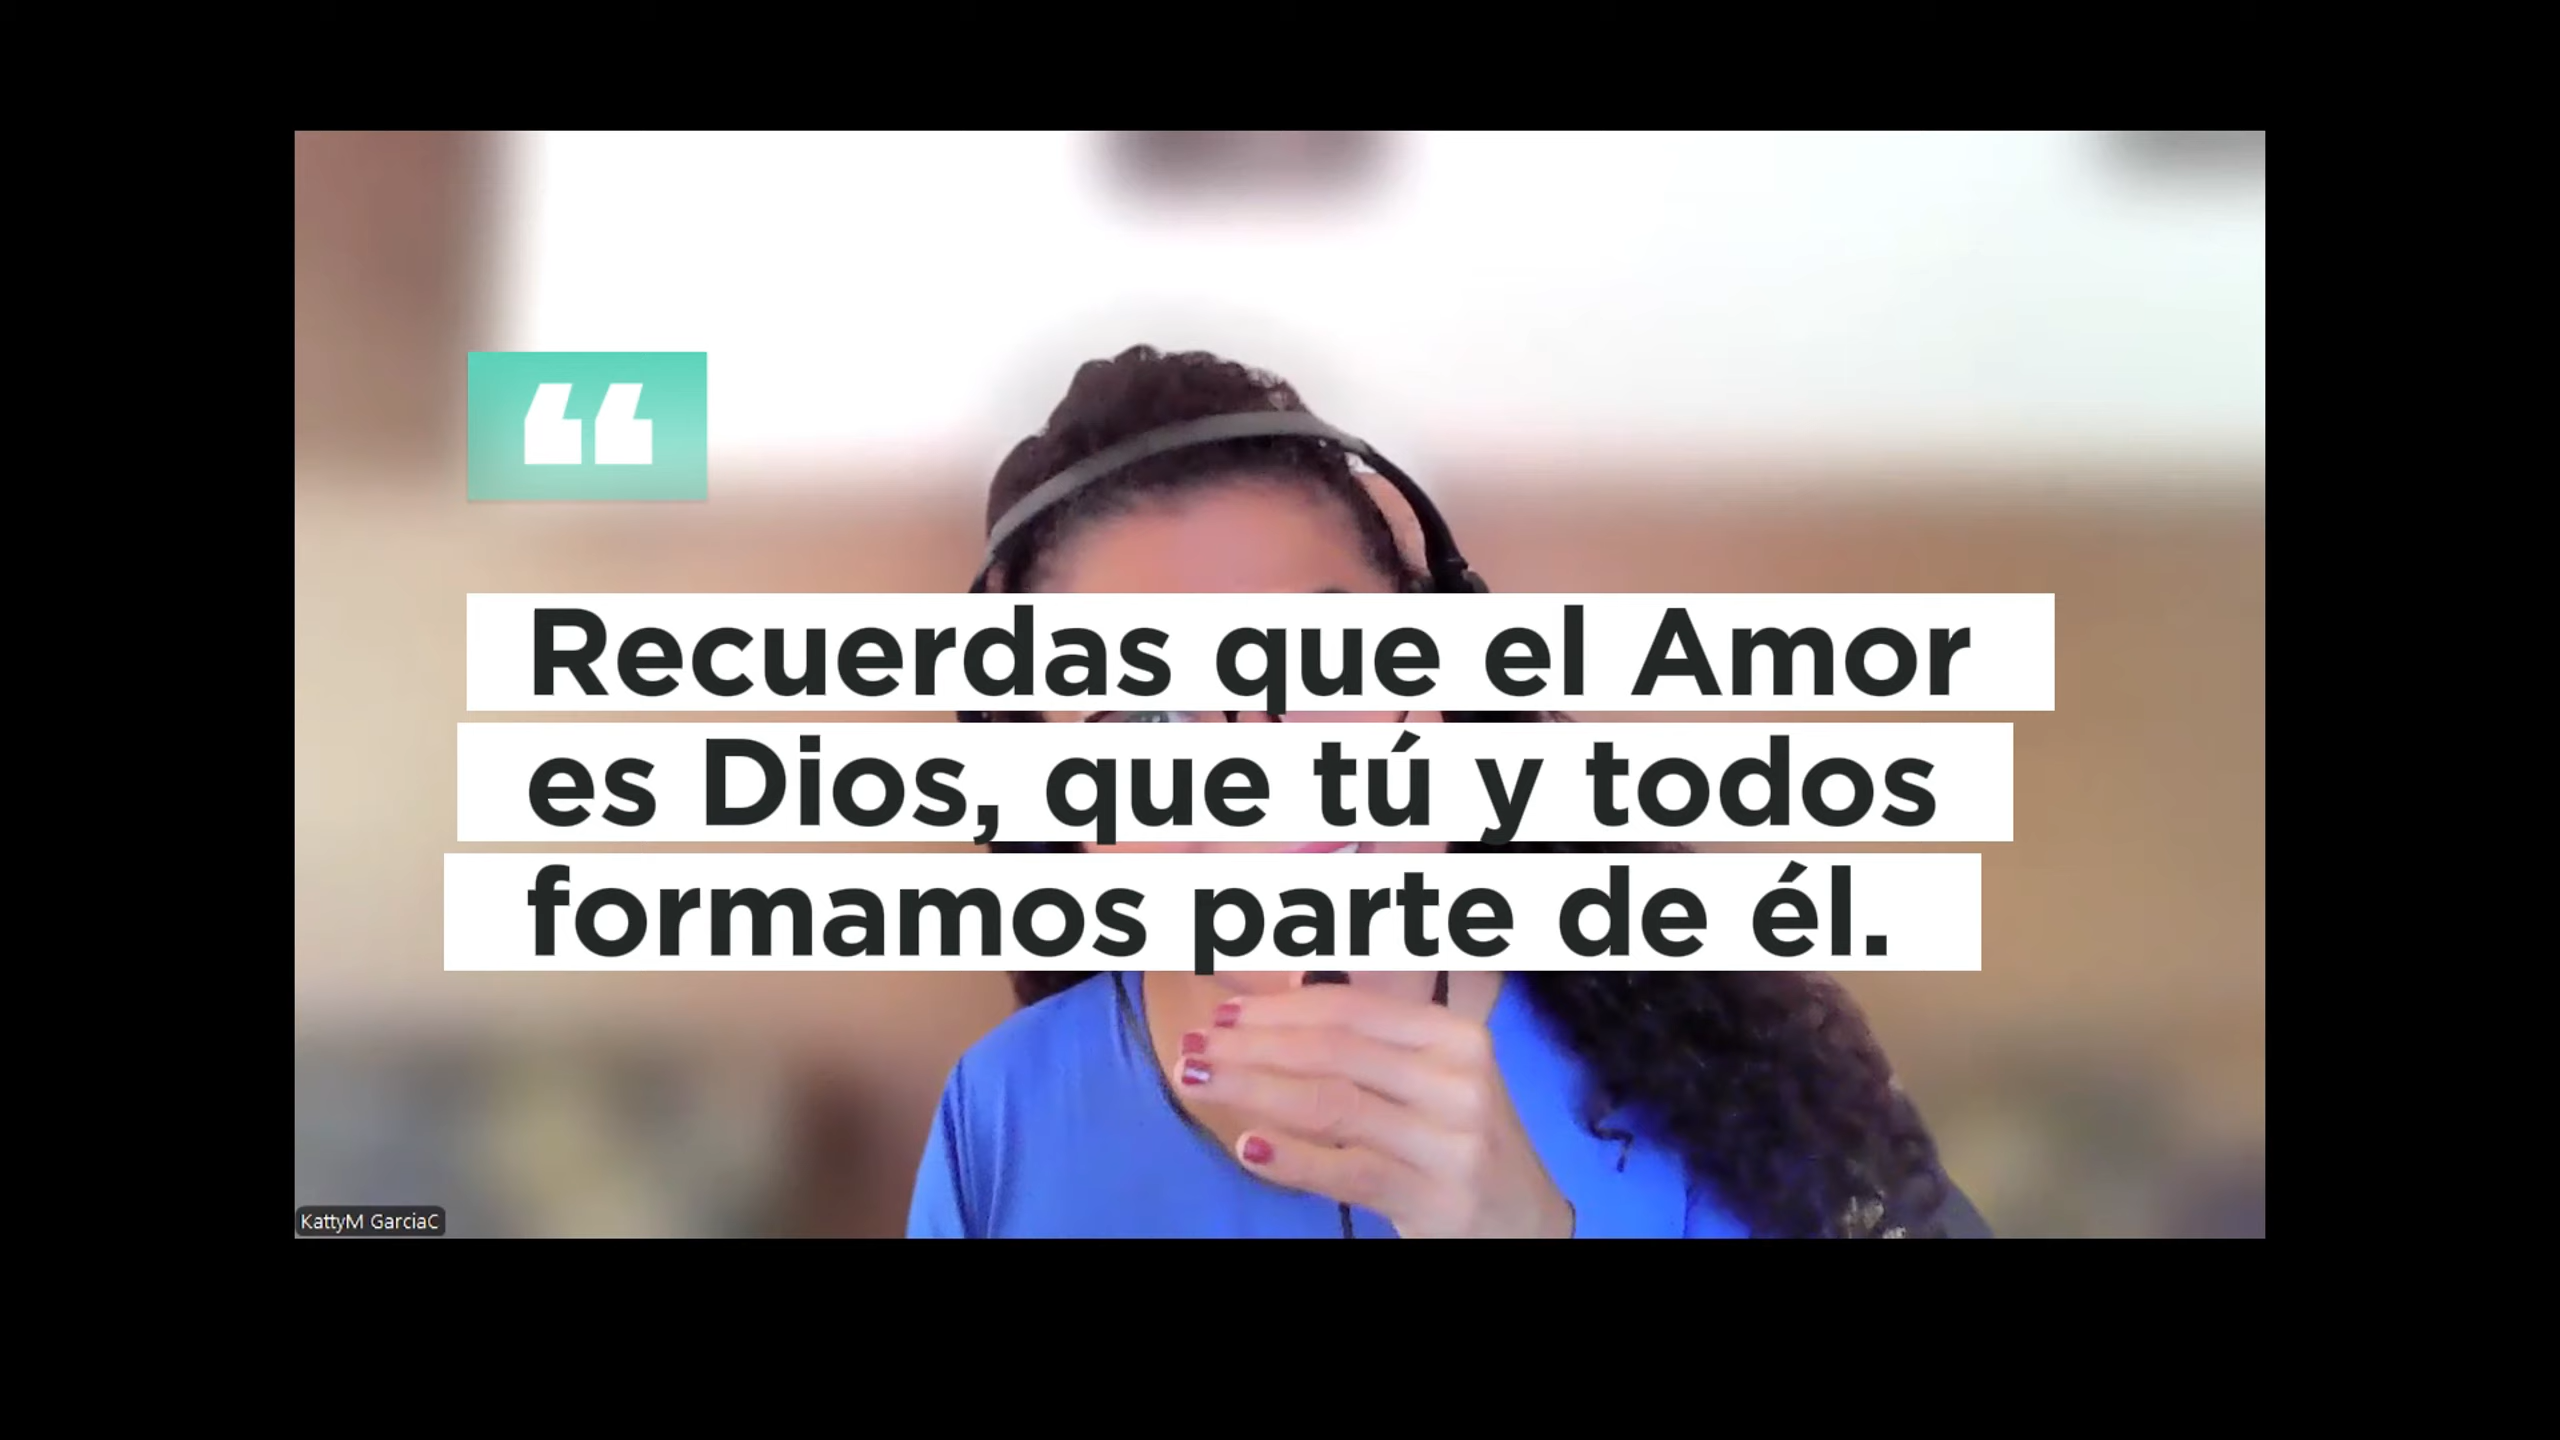 “
Recuerdas que el Amor
es Dios, que tú y todos
formamos parte de él.
KattyM GarciaC